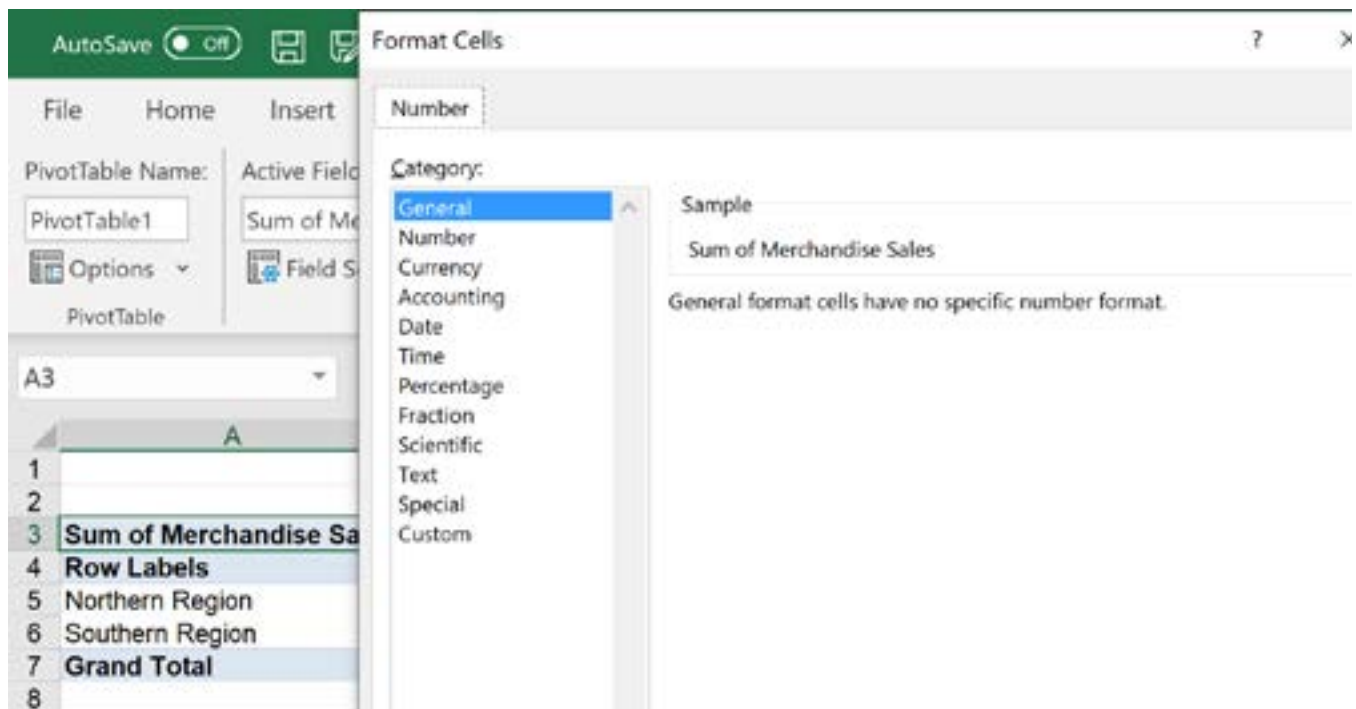 AutoSave Off
File Home Insert
PivotTable Name:
PivotTable1
Options
PivotTable
Active Field
Sum of Me
Field S
A3
A
1
2
3 Sum of Merchandise Sa
4 Row Labels
5 Northern Region
6 Southern Region
7 Grand Total
8
Format Cells ?
Number
Category:
General
Number
Currency
Accounting
Date
Time
Percentage
Fraction
Scientific
Text
Special
Custom
Sample
Sum of Merchandise Sales
General format cells have no specific number format.